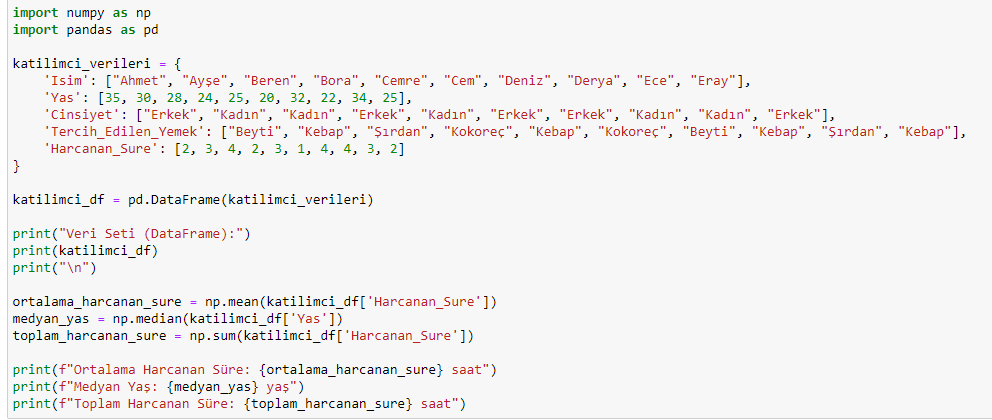 import numpy as np
import pandas as pd
katilimci_verileri = {
    'Isim': ["Ahmet", "Ayşe", "Beren", "Bora", "Cemre", "Cem", "Deniz", "Derya", "Ece", "Eray"],
    'Yas': [35, 30, 28, 24, 25, 20, 32, 22, 34, 25],
    'Cinsiyet': ["Erkek", "Kadın", "Kadın", "Erkek", "Kadın", "Erkek", "Erkek", "Kadın", "Kadın", "Erkek"],
    'Tercih_Edilen_Yemek': ["Beyti", "Kebap", "Şırdan", "Kokoreç", "Kebap", "Kokoreç", "Beyti", "Kebap", "Şırdan", "Kebap"],
    'Harcanan_Sure': [2, 3, 4, 2, 3, 1, 4, 4, 3, 2]
}
katilimci_df = pd.DataFrame(katilimci_verileri)
print("Veri Seti (DataFrame):")
print(katilimci_df)
print("\n")
ortalama_harcanan_sure = np.mean(katilimci_df['Harcanan_Sure'])
medyan_yas = np.median(katilimci_df['Yas'])
toplam_harcanan_sure = np.sum(katilimci_df['Harcanan_Sure'])
print(f"Ortalama Harcanan Süre: {ortalama_harcanan_sure} saat")
print(f"Medyan Yaş: {medyan_yas} yaş")
print(f"Toplam Harcanan Süre: {toplam_harcanan_sure} saat")